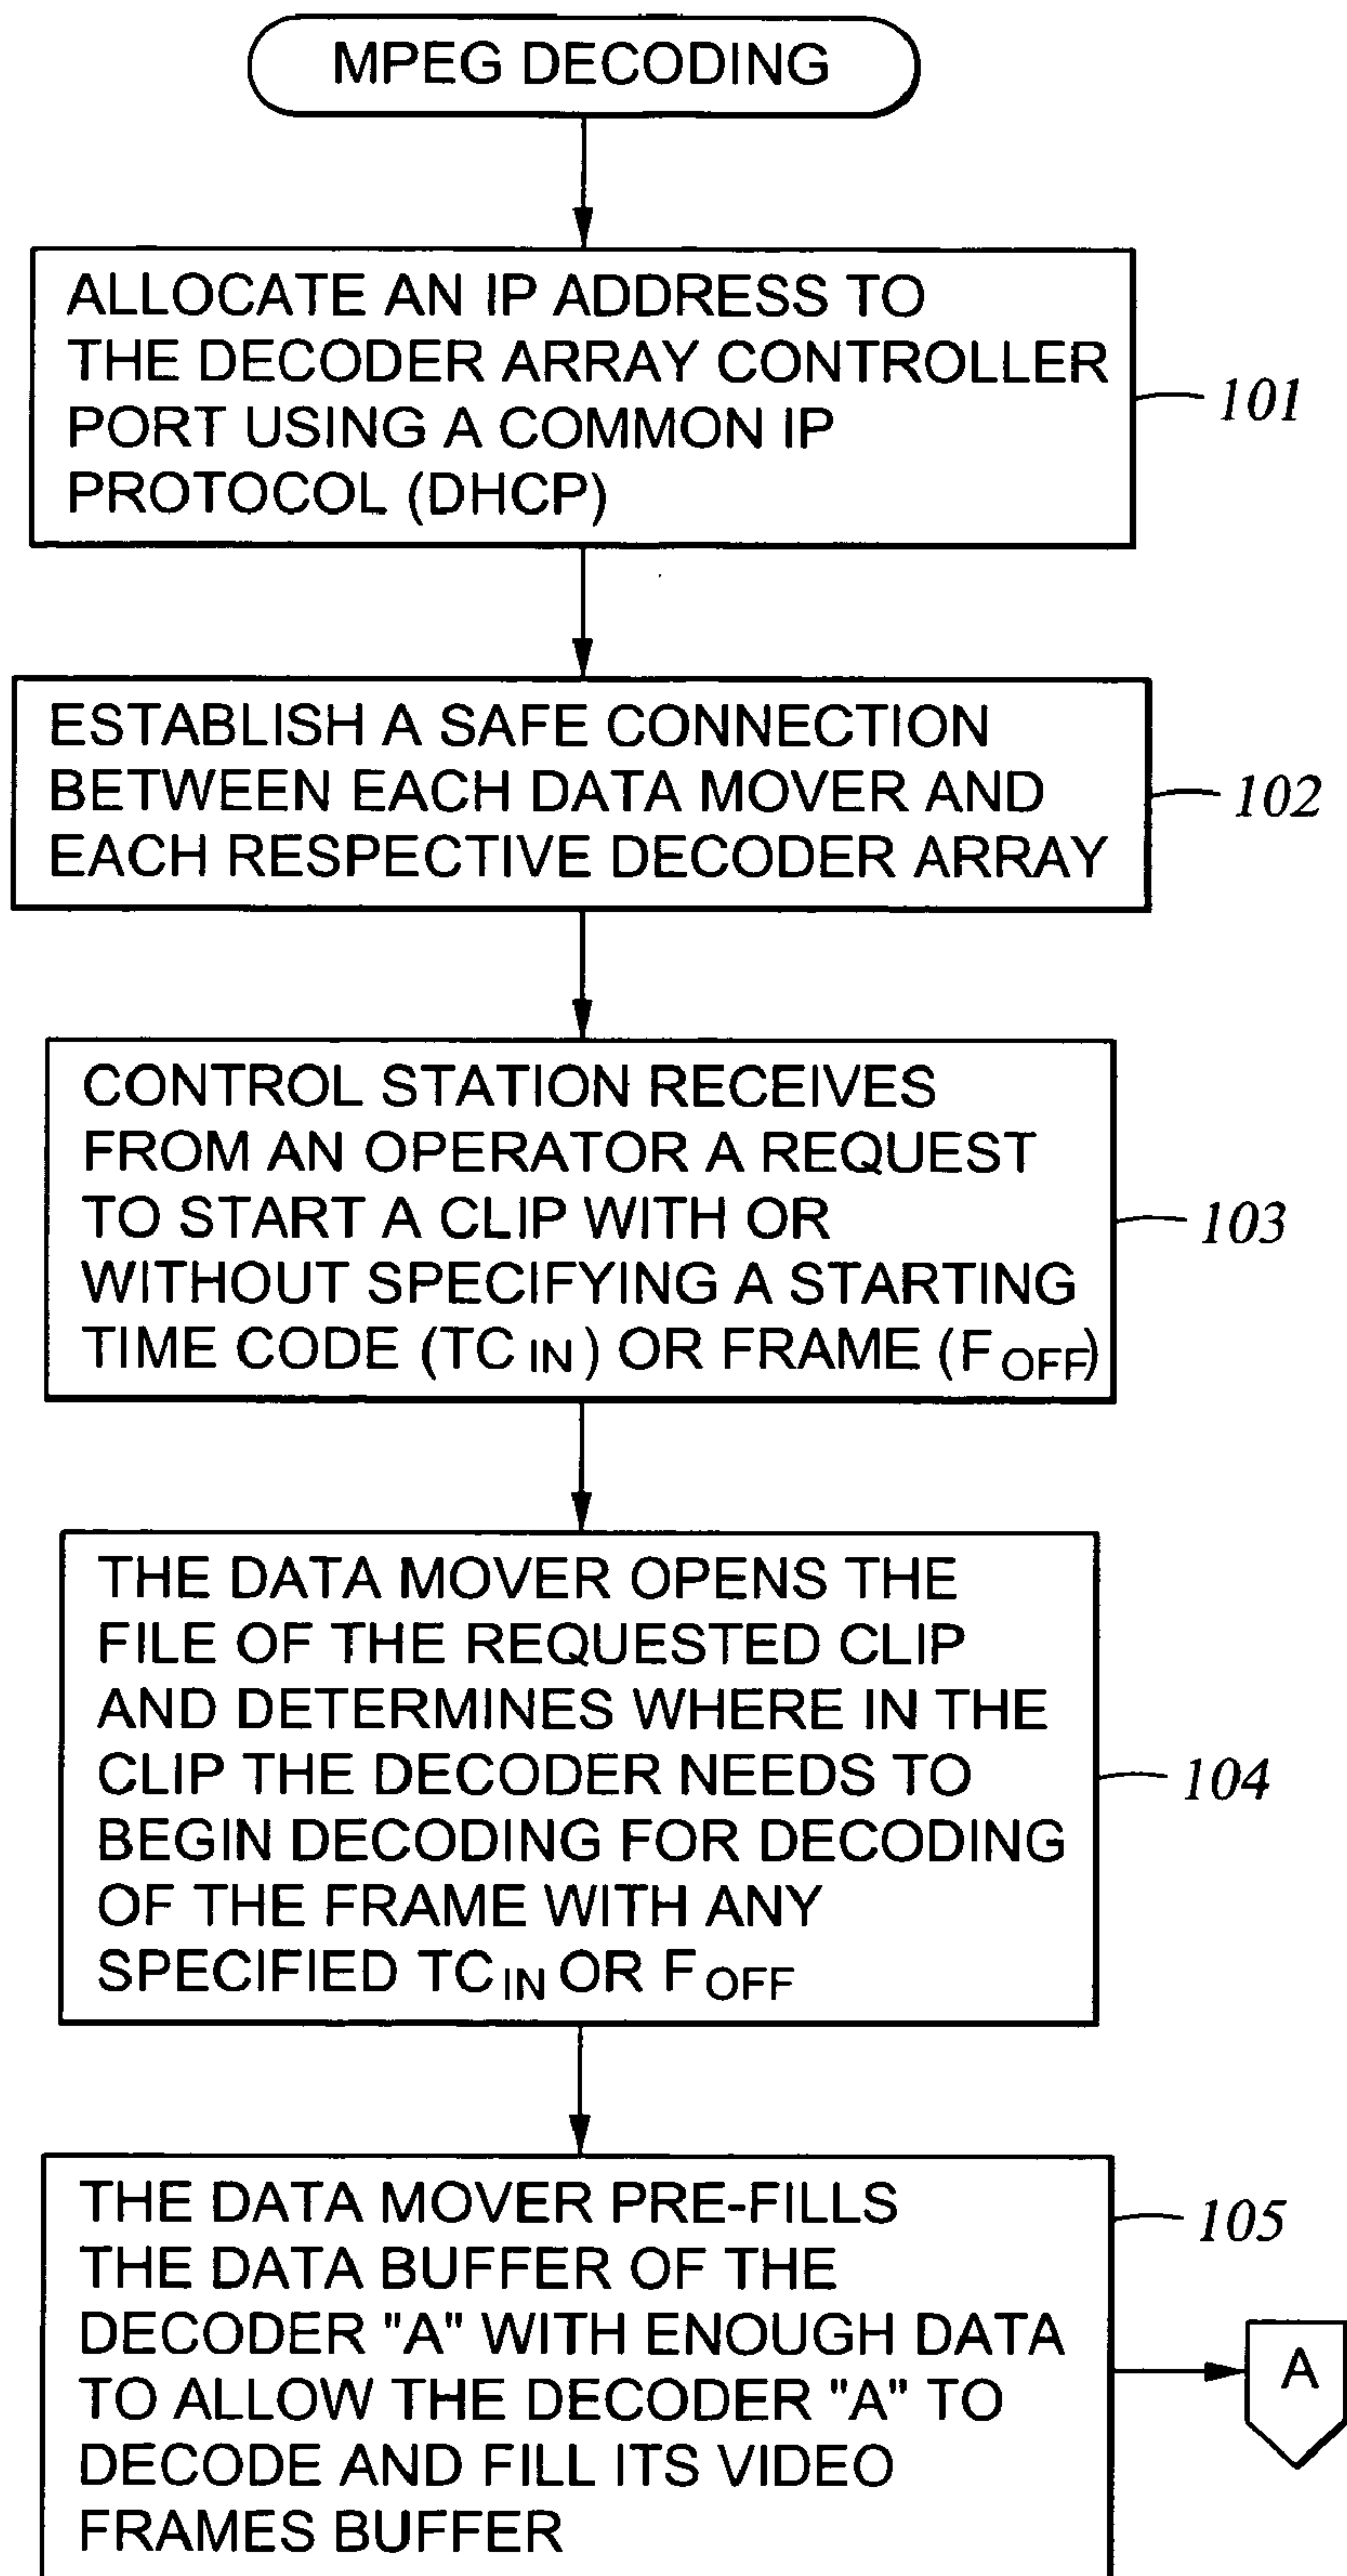 MPEG DECODING
ALLOCATE AN IP ADDRESS TO
THE DECODER ARRAY CONTROLLER
PORT USING A COMMON IP
PROTOCOL (DHCP)
101
ESTABLISH A SAFE CONNECTION
BETWEEN EACH DATA MOVER AND
EACH RESPECTIVE DECODER ARRAY
102
CONTROL STATION RECEIVES
FROM AN OPERATOR A REQUEST
TO START A CLIP WITH OR
WITHOUT SPECIFYING A STARTING
TIME CODE (TC IN) OR FRAME (F OFF)
103
THE DATA MOVER OPENS THE
FILE OF THE REQUESTED CLIP
AND DETERMINES WHERE IN THE
CLIP THE DECODER NEEDS TO
BEGIN DECODING FOR DECODING
OF THE FRAME WITH ANY
SPECIFIED TC IN OR F OFF
104
THE DATA MOVER PRE-FILLS
THE DATA BUFFER OF THE
DECODER "A" WITH ENOUGH DATA
TO ALLOW THE DECODER "A" TO
DECODE AND FILL ITS VIDEO
FRAMES BUFFER
105
A